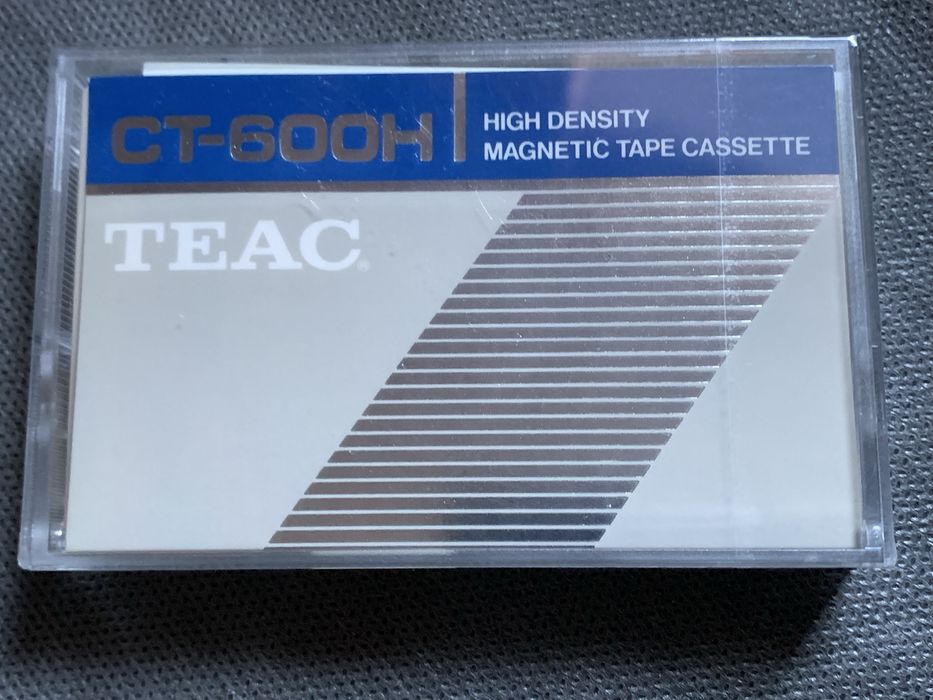 CT-600H
HIGH DENSITY
MAGNETIC TAPE CASSETTE
TEAC®